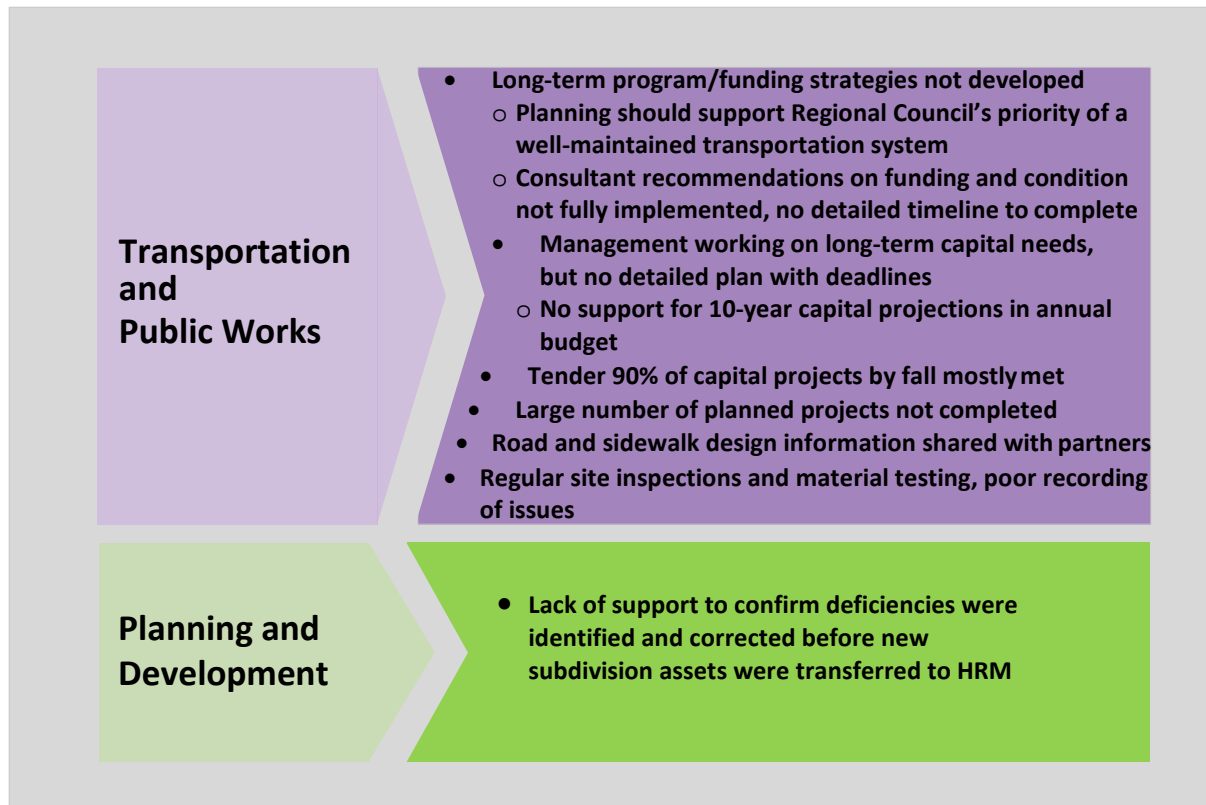 Transportation
and
Public Works
• Long-term program/funding strategies not developed
o Planning should support Regional Council’s priority of a
well-maintained transportation system
o Consultant recommendations on funding and condition
not fully implemented, no detailed timeline to complete
• Management working on long-term capital needs,
but no detailed plan with deadlines
o No support for 10-year capital projections in annual
budget
• Tender 90% of capital projects by fall mostly met
• Large number of planned projects not completed
• Road and sidewalk design information shared with partners
• Regular site inspections and material testing, poor recording
of issues
Planning and
Development
• Lack of support to confirm deficiencies were
identified and corrected before new
subdivision assets were transferred to HRM